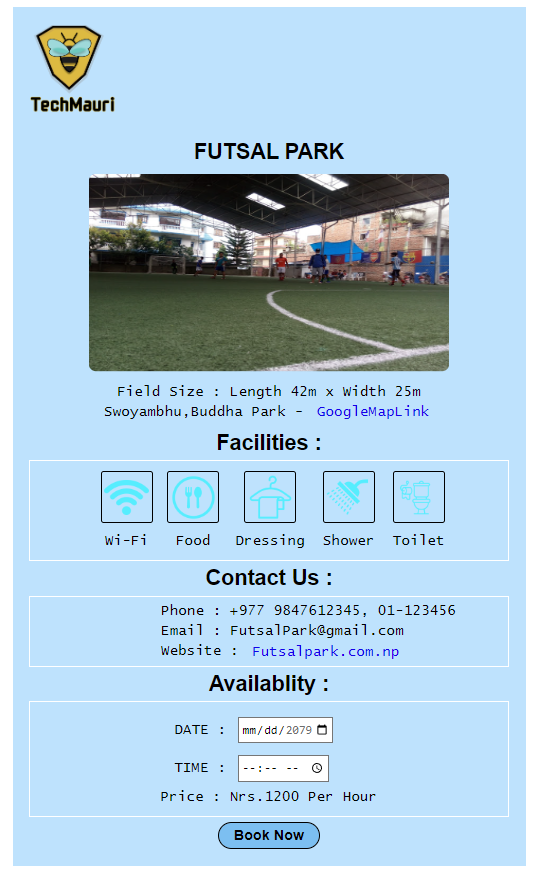 TechMauri
FUTSAL PARK
Field Size : Length 42m x Width 25m
Swoyambhu,Buddha Park - GoogleMapLink
Facilities :
Wi-Fi Food Dressing Shower Toilet
Contact Us :
Phone : +977 9847612345, 01-123456
Email : FutsalPark@gmail.com
Website : Futsalpark.com.np
Availablity :
DATE : mm/dd/2079
TIME : --:-- --
Price : Nrs.1200 Per Hour
Book Now